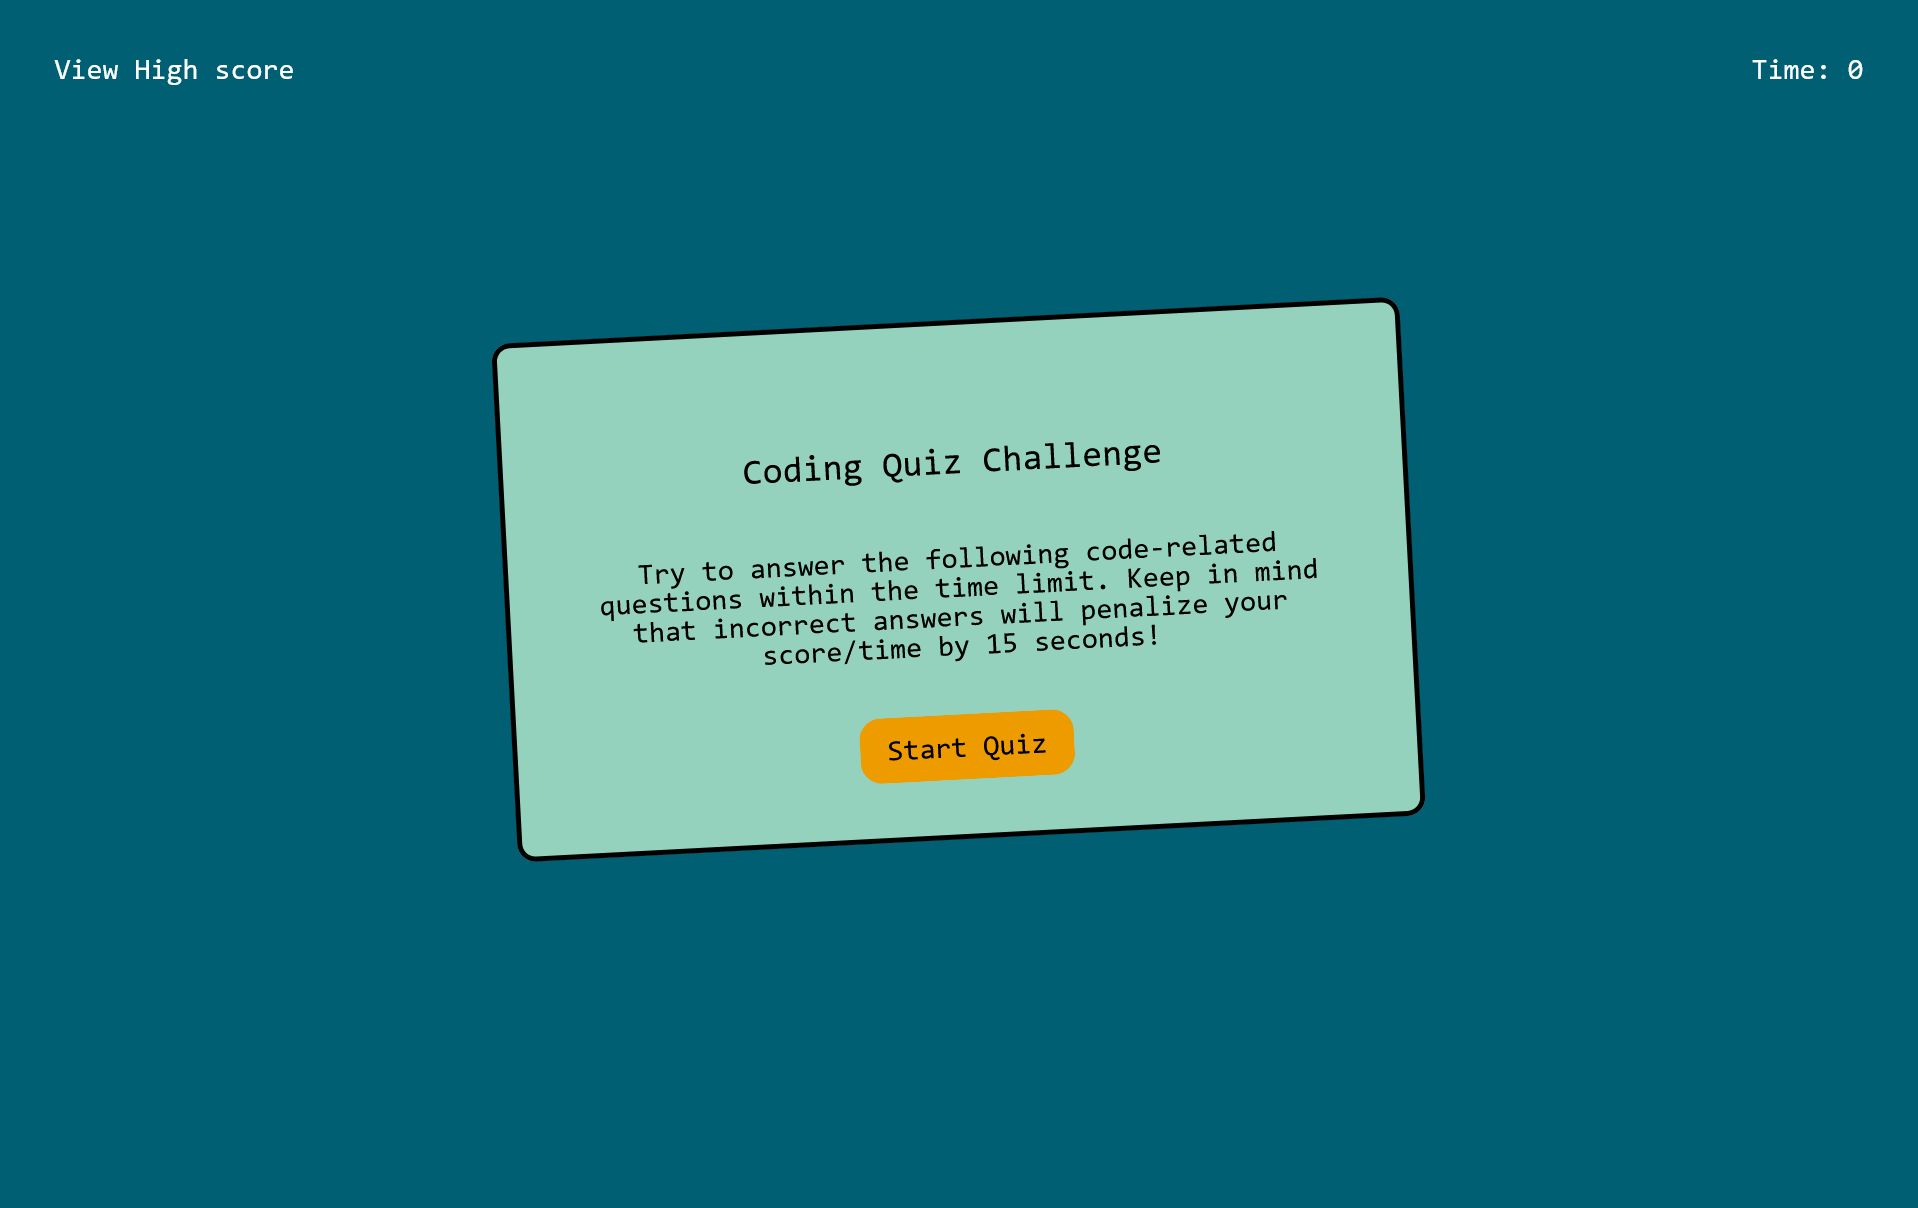 View High score
Time: 0
Coding Quiz Challenge
Try to answer the following code-related
questions within the time limit. Keep in mind
that incorrect answers will penalize your
score/time by 15 seconds!
Start Quiz